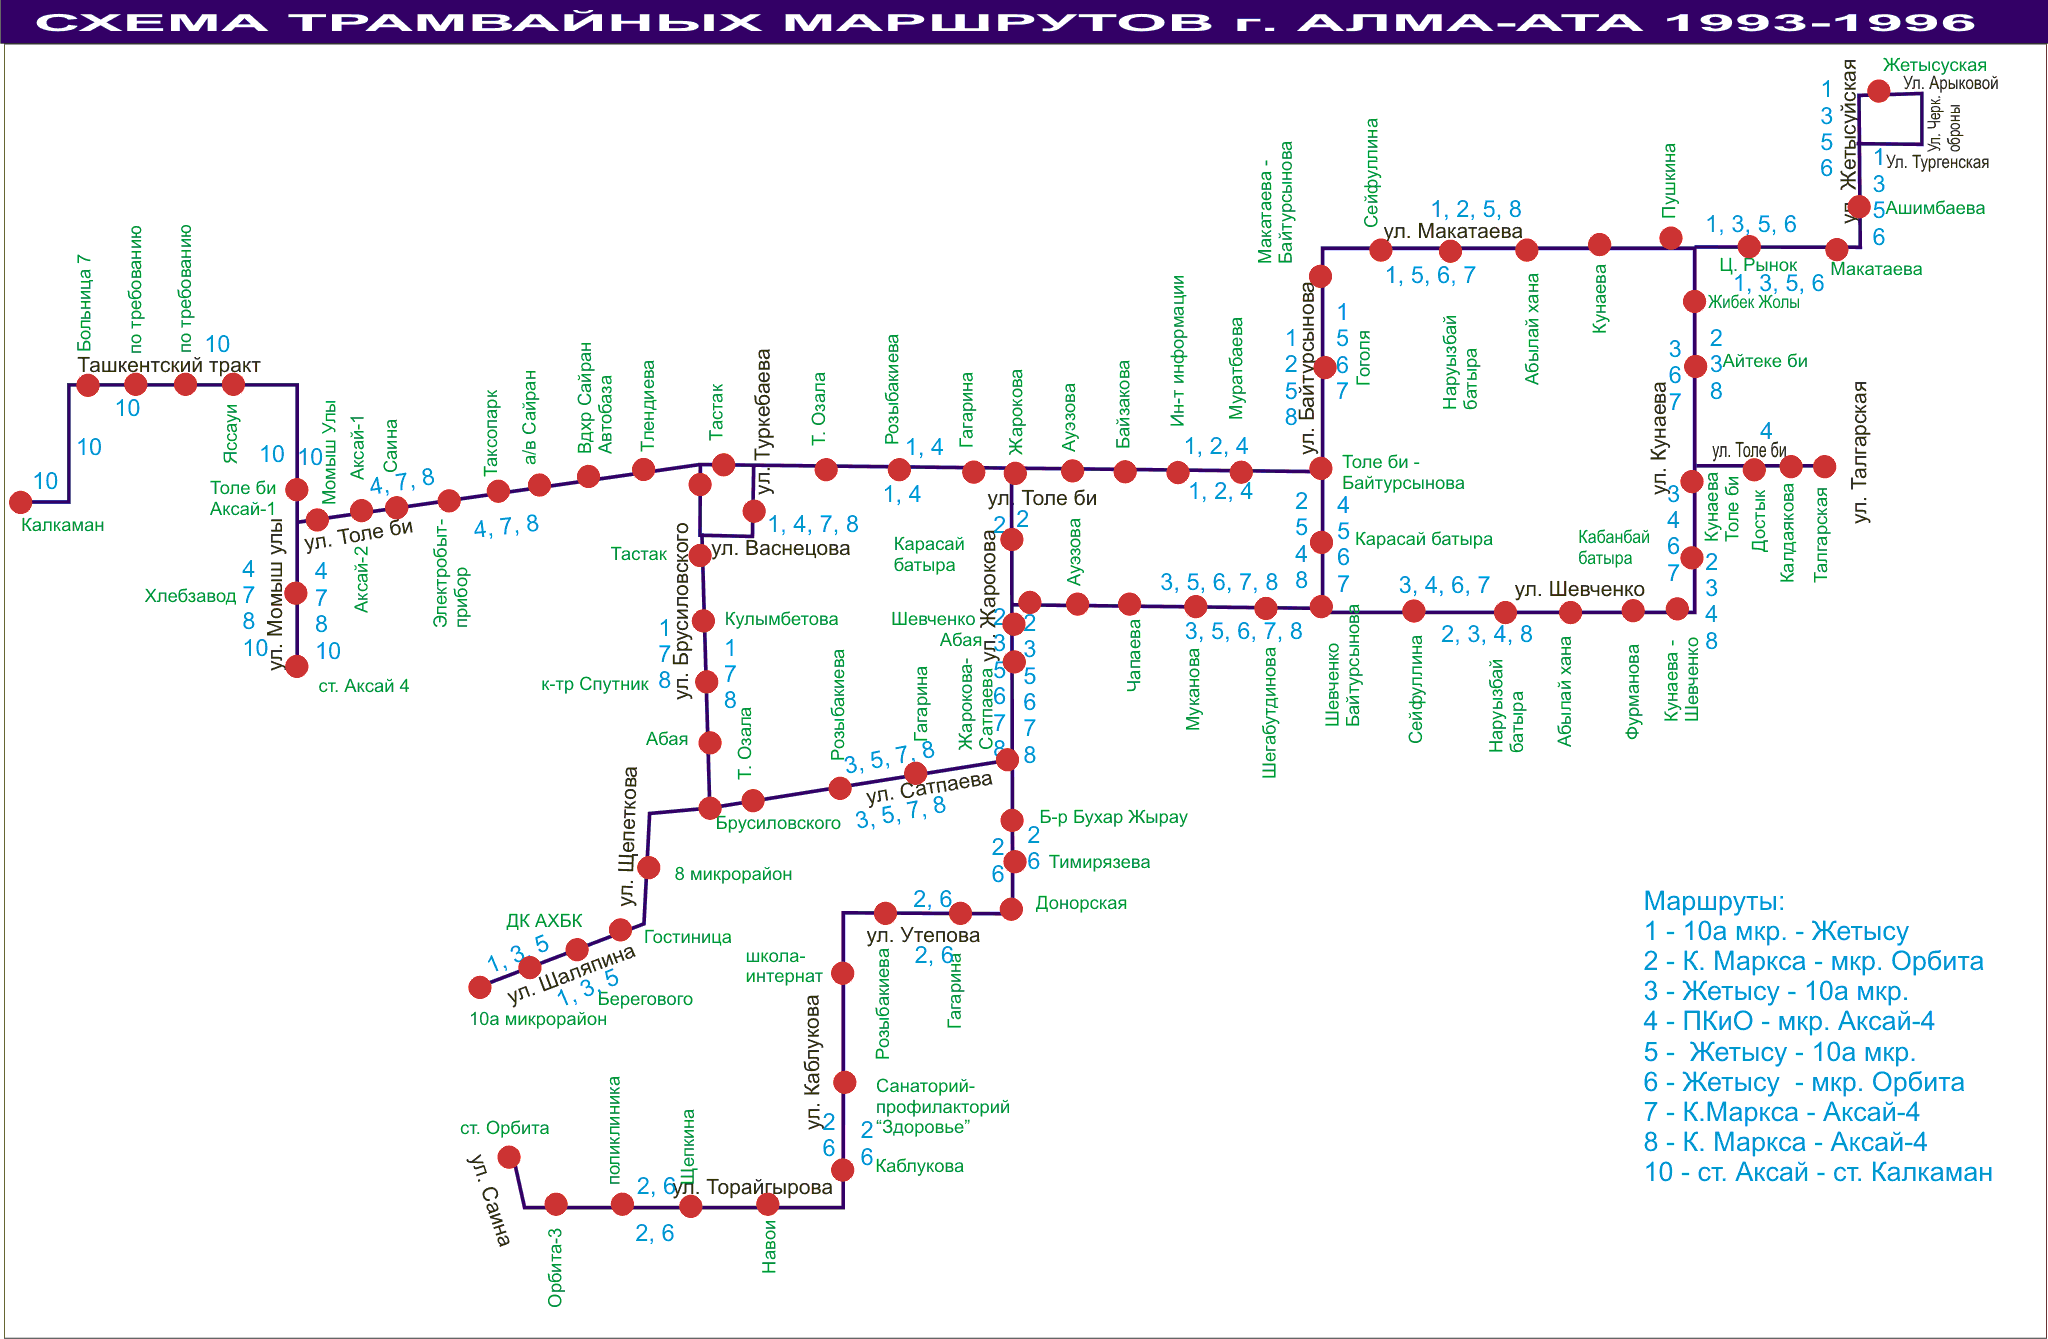 СХЕМА ТРАМВАЙНЫХ МАРШРУТОВ г. АЛМА-АТА 1993-1996
Жетысуская
Ул. Арыковой
Ул. Черк.
обороны
Ул. Тургенская
ул. Жетысуйская
1
3
5
6
1
3
5
6
Ашимбаева
Макатаева
1, 3, 5, 6
Ц. Рынок
1, 3, 5, 6
Пушкина
Кунаева
Абылай хана
Наруызбай
батыра
Сейфуллина
1, 2, 5, 8
ул. Макатаева
1, 5, 6, 7
Макатаева -
Байтурсынова
ул. Байтурсынова
1
2
5
8
1
5
6
7
Гоголя
Жибек Жолы
2
3
8
3
6
7
Айтеке би
ул. Кунаева
4
ул. Толе би
ул. Талгарская
Кунаева
Толе би
Достык
Калдаякова
Талгарская
3
4
6
7
Кабанбай
батыра
2
3
4
8
Кунаева -
Шевченко
Фурманова
Абылай хана
Наруызбай
батыра
Сейфуллина
ул. Шевченко
3, 4, 6, 7
2, 3, 4, 8
Шевченко
Байтурсынова
Толе би -
Байтурсынова
2
5
4
8
4
5
6
7
Карасай батыра
3, 5, 6, 7, 8
3, 5, 6, 7, 8
Шегабутдинова
Муканова
Чапаева
Ауэзова
Муратбаева
Ин-т информации
1, 2, 4
1, 2, 4
Байзакова
Ауэзова
Жарокова
ул. Толе би
Гагарина
Розыбакиева
1, 4
1, 4
Т. Озала
ул. Туркебаева
Тастак
1, 4, 7, 8
ул. Васнецова
Тлендиева
Вдхр Сайран
Автобаза
а/в Сайран
Таксопарк
4, 7, 8
Электробыт-
прибор
4, 7, 8
Саина
Аксай-1
Момыш Улы
ул. Толе би
Аксай-2
Больница 7
по требованию
по требованию
10
Ташкентский тракт
10
Яссауи
10
10
Калкаман
10
10
Толе би
Аксай-1
ул. Момыш улы
Хлебзавод
4
7
8
10
4
7
8
10
ст. Аксай 4
Тастак
ул. Брусиловского
Кулымбетова
1
7
8
1
7
8
к-тр Спутник
Абая
Т. Озала
Брусиловского
Розыбакиева
Гагарина
3, 5, 7, 8
ул. Сатпаева
3, 5, 7, 8
Жарокова-
Сатпаева
2
2
Карасай
батыра
ул. Жарокова
Шевченко
Абая
2
3
5
6
7
8
2
3
5
6
7
8
Б-р Бухар Жырау
2
6
2
6
Тимирязева
Донорская
2, 6
ул. Утепова
2, 6
Гагарина
Розыбакиева
школа-
интернат
ул. Каблукова
Санаторий-
профилакторий
“Здоровье”
2
6
2
6
Каблукова
ул. Торайгырова
Навои
Щепкина
2, 6
2, 6
поликлиника
Орбита-3
ст. Орбита
ул. Саина
ул. Щепеткова
8 микрорайон
Гостиница
ДК АХБК
1, 3, 5
ул. Шаляпина
1, 3, 5
Берегового
10а микрорайон
Маршруты:
1 - 10а мкр. - Жетысу
2 - К. Маркса - мкр. Орбита
3 - Жетысу - 10а мкр.
4 - ПКиО - мкр. Аксай-4
5 - Жетысу - 10а мкр.
6 - Жетысу - мкр. Орбита
7 - К.Маркса - Аксай-4
8 - К. Маркса - Аксай-4
10 - ст. Аксай - ст. Калкаман